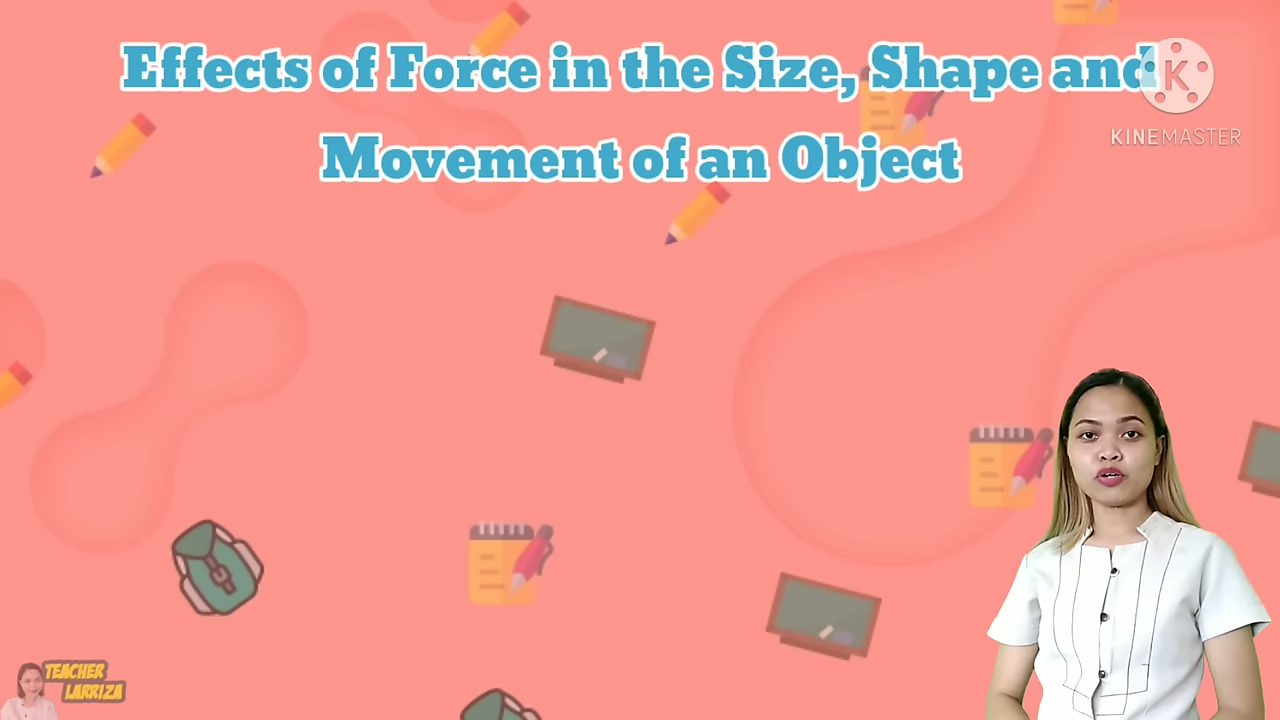 Effects of Force in the Size, Shape and
Movement of an Object
K
KINEMASTER
TEACHER
LARRIZA